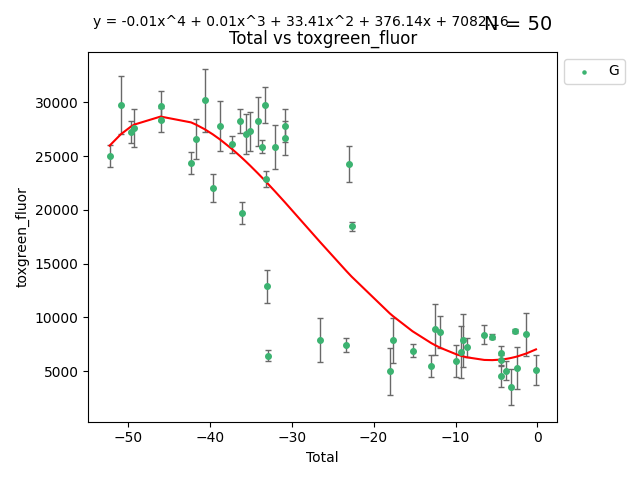 y = -0.01x^4 + 0.01x^3 + 33.41x^2 + 376.14x + 7082.16
N = 50
Total vs toxgreen_fluor
G
30000
25000
20000
15000
10000
5000
toxgreen_fluor
−50 −40 −30 −20 −10 0
Total